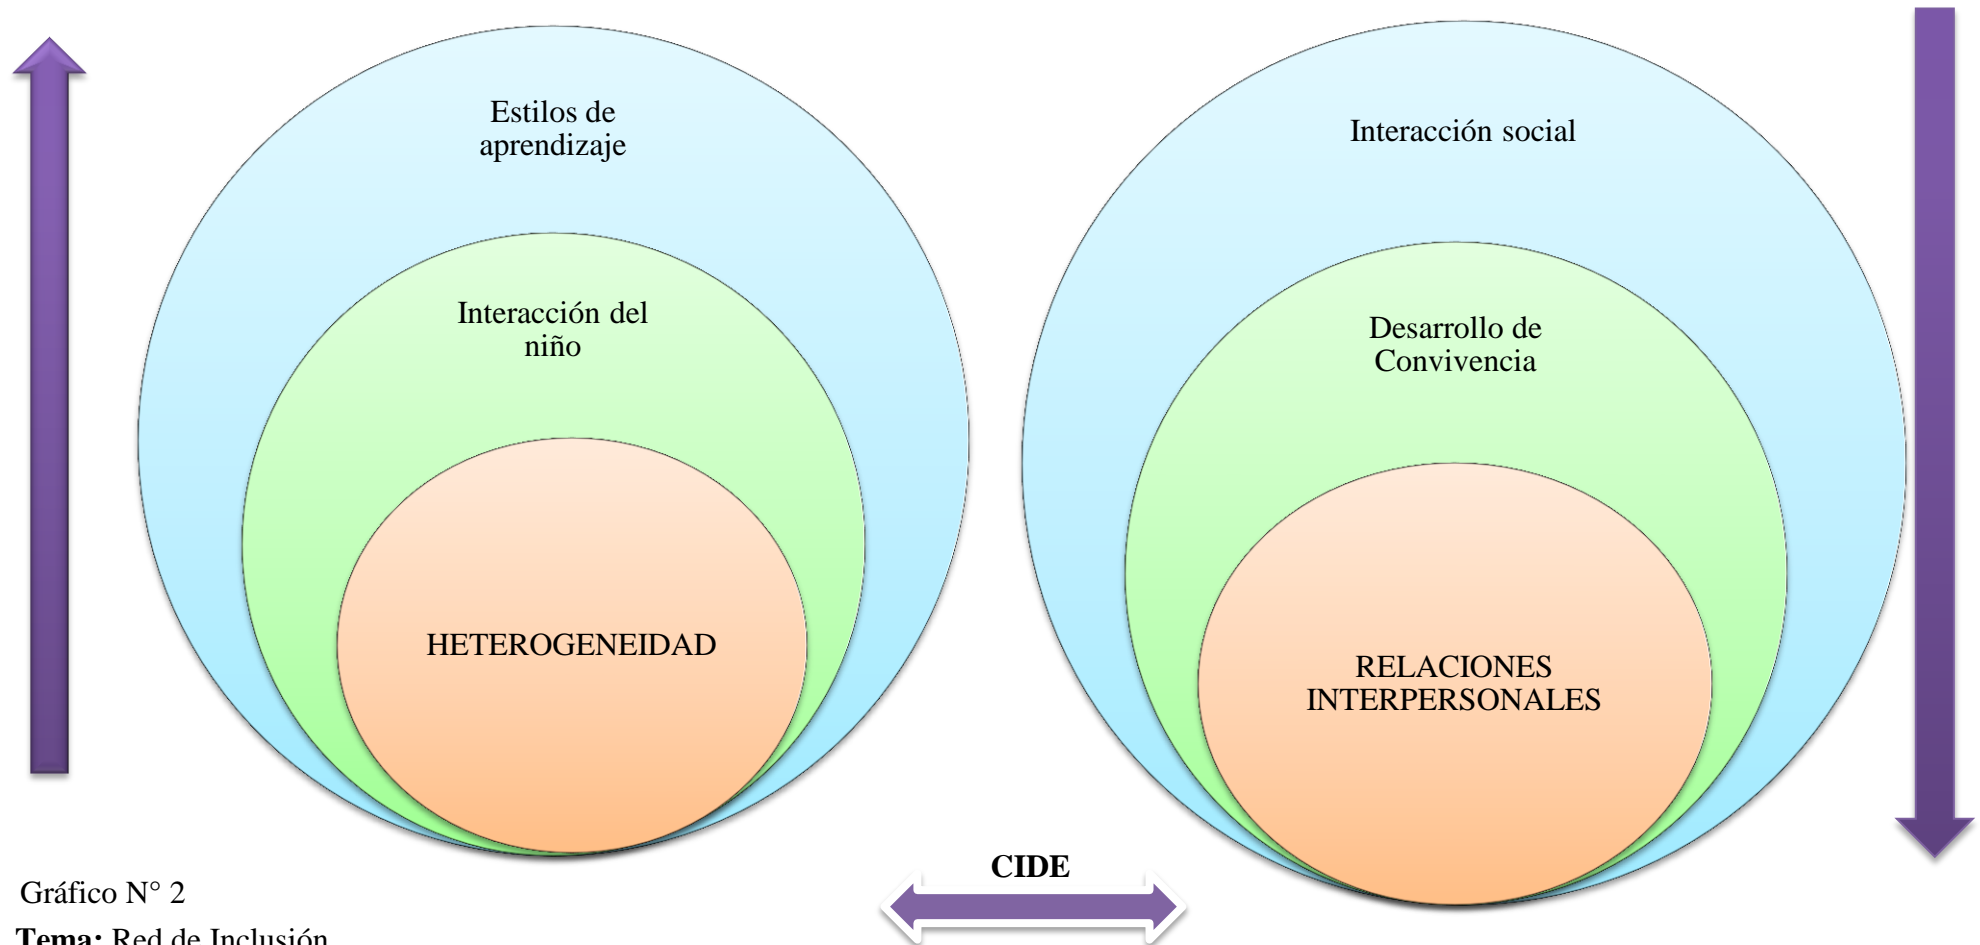 Estilos de
aprendizaje
Interacción del
niño
HETEROGENEIDAD
Interacción social
Desarrollo de
Convivencia
RELACIONES
INTERPERSONALES
CIDE
Gráfico N° 2
Tema: Red de Inclusión